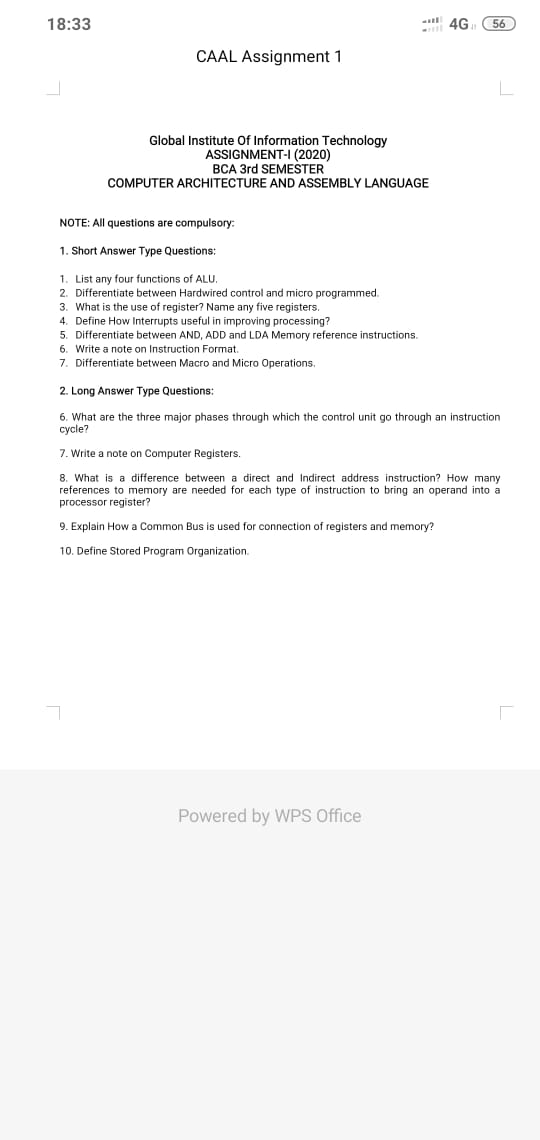 18:33
4G 56
CAAL Assignment 1
Global Institute Of Information Technology
ASSIGNMENT-I (2020)
BCA 3rd SEMESTER
COMPUTER ARCHITECTURE AND ASSEMBLY LANGUAGE
NOTE: All questions are compulsory:
1. Short Answer Type Questions:
1. List any four functions of ALU.
2. Differentiate between Hardwired control and micro programmed.
3. What is the use of register? Name any five registers.
4. Define How Interrupts useful in improving processing?
5. Differentiate between AND, ADD and LDA Memory reference instructions.
6. Write a note on Instruction Format.
7. Differentiate between Macro and Micro Operations.
2. Long Answer Type Questions:
6. What are the three major phases through which the control unit go through an instruction
cycle?
7. Write a note on Computer Registers.
8. What is a difference between a direct and Indirect address instruction? How many
references to memory are needed for each type of instruction to bring an operand into a
processor register?
9. Explain How a Common Bus is used for connection of registers and memory?
10. Define Stored Program Organization.
Powered by WPS Office